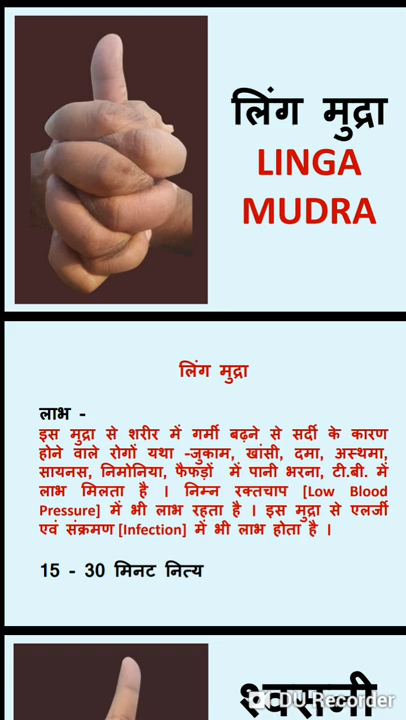 लिंग मुद्रा
LINGA
MUDRA
लिंग मुद्रा
लाभ -
इस मुद्रा से शरीर में गर्मी बढ़ने से सर्दी के कारण
होने वाले रोगों यथा -जुकाम, खांसी, दमा, अस्थमा,
सायनस, निमोनिया, फैफड़ों में पानी भरना, टी.बी. में
लाभ मिलता है । निम्न रक्तचाप [Low Blood
Pressure] में भी लाभ रहता है । इस मुद्रा से एलर्जी
एवं संक्रमण [Infection] में भी लाभ होता है ।
15 - 30 मिनट नित्य
श्वसनी
DU Recorder